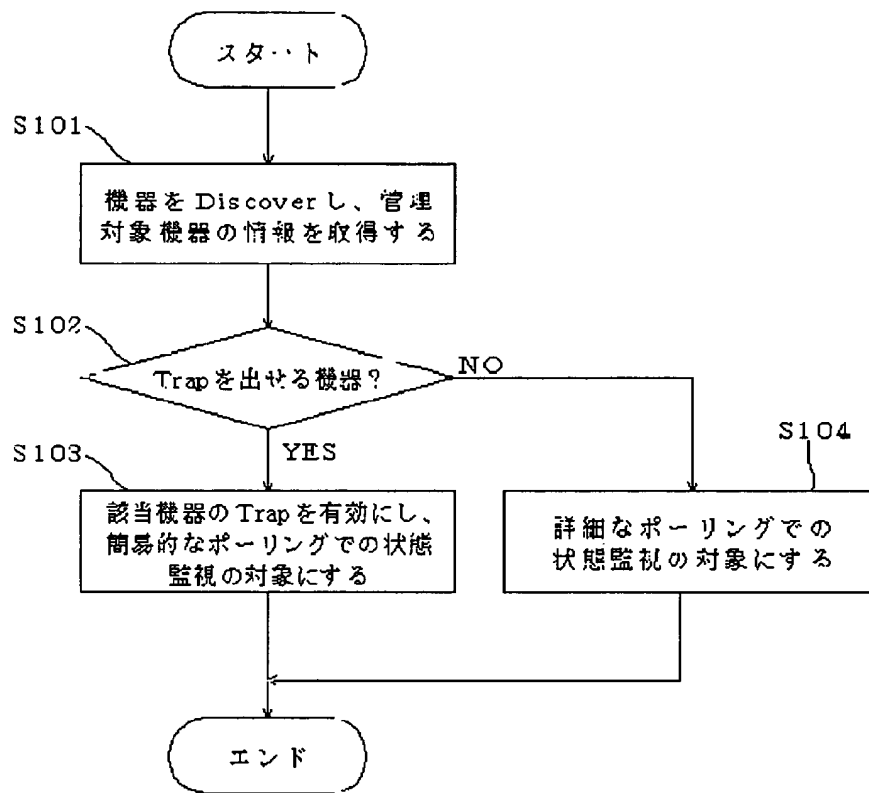 スタート
S101
機器をDiscoverし、管理
対象機器の情報を取得する
S102
Trapを出せる機器?
NO
YES
S103
S104
該当機器のTrapを有効にし、
簡易的なポーリングでの状態
監視の対象にする
詳細なポーリングでの
状態監視の対象にする
エンド